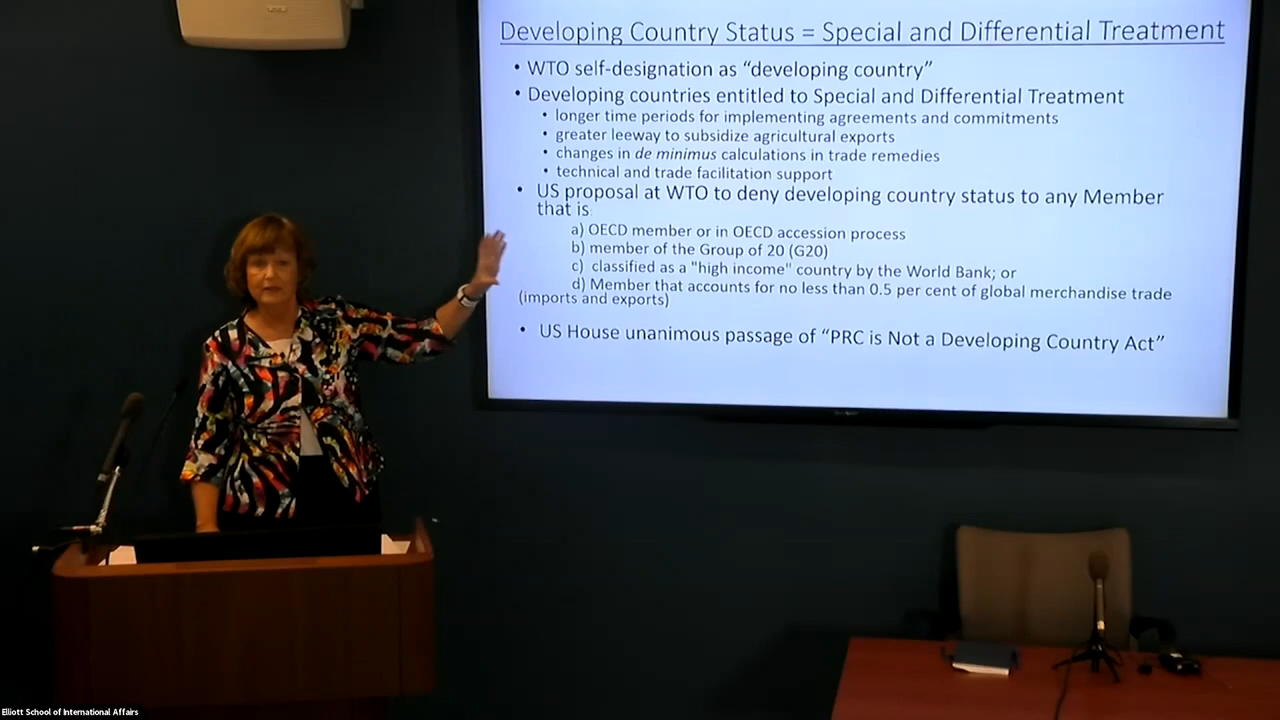 Developing Country Status = Special and Differential Treatment
• WTO self-designation as “developing country”
• Developing countries entitled to Special and Differential Treatment
• longer time periods for implementing agreements and commitments
• greater leeway to subsidize agricultural exports
• changes in de minimus calculations in trade remedies
• technical and trade facilitation support
• US proposal at WTO to deny developing country status to any Member
that is
a) OECD member or in OECD accession process
b) member of the Group of 20 (G20)
c) classified as a "high income" country by the World Bank; or
d) Member that accounts for no less than 0.5 per cent of global merchandise trade
(imports and exports)
• US House unanimous passage of “PRC is Not a Developing Country Act”
Elliott School of International Affairs